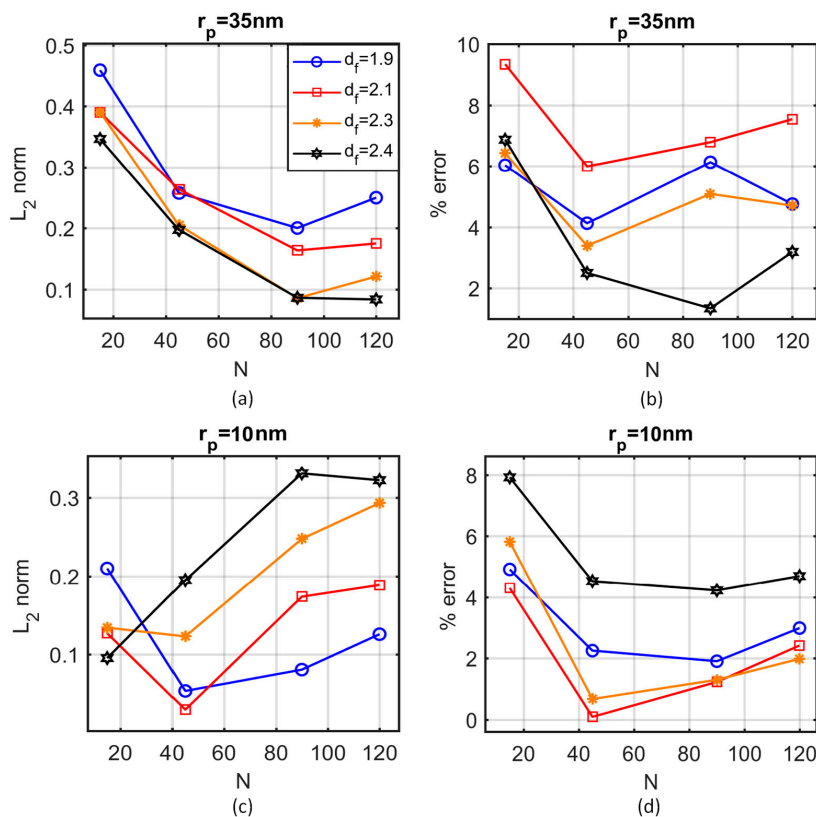 r_p=35nm
L_2 norm
0.5
0.4
0.3
0.2
0.1
d_f=1.9
d_f=2.1
d_f=2.3
d_f=2.4
20 40 60 80 100 120
N
(a)
r_p=35nm
% error
10
8
6
4
2
20 40 60 80 100 120
N
(b)
r_p=10nm
L_2 norm
0.3
0.2
0.1
20 40 60 80 100 120
N
(c)
r_p=10nm
% error
8
6
4
2
0
20 40 60 80 100 120
N
(d)